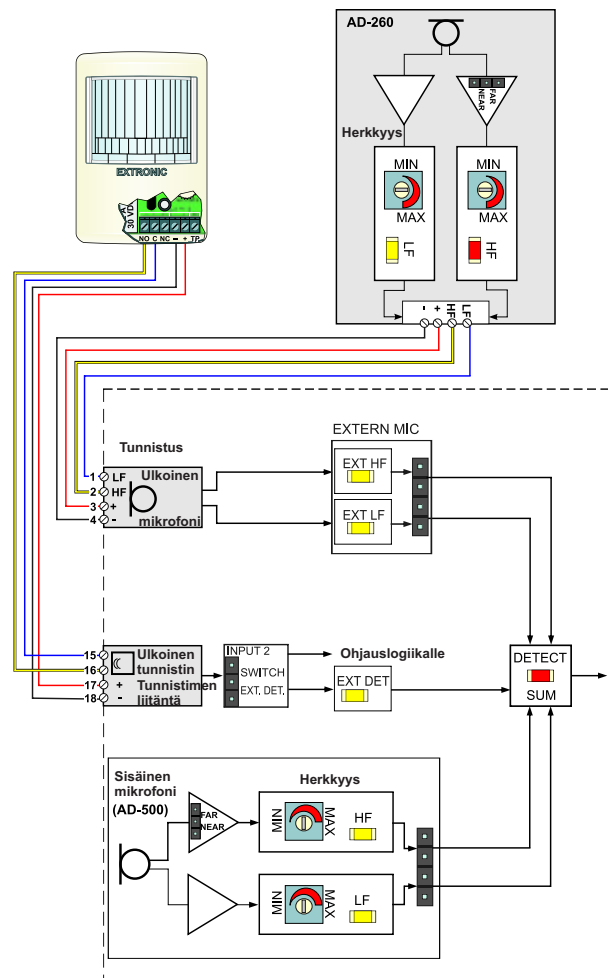 AD-260
NEAR
FAR
Herkkyys
MIN
MAX
LF
MIN
MAX
HF
- + HF LF
EXTRONIC
30 VD
A
NO C NC − + TP
Tunnistus
1 LF
2 HF
3 +
4 -
Ulkoinen
mikrofoni
EXTERN MIC
EXT HF
EXT LF
15
16
17 +
18 -
Ulkoinen
tunnistin
Tunnistimen
liitäntä
INPUT 2
SWITCH
EXT. DET.
Ohjauslogiikalle
EXT DET
DETECT
SUM
Sisäinen
mikrofoni
(AD-500)
FAR
NEAR
Herkkyys
MIN
MAX
HF
MIN
MAX
LF